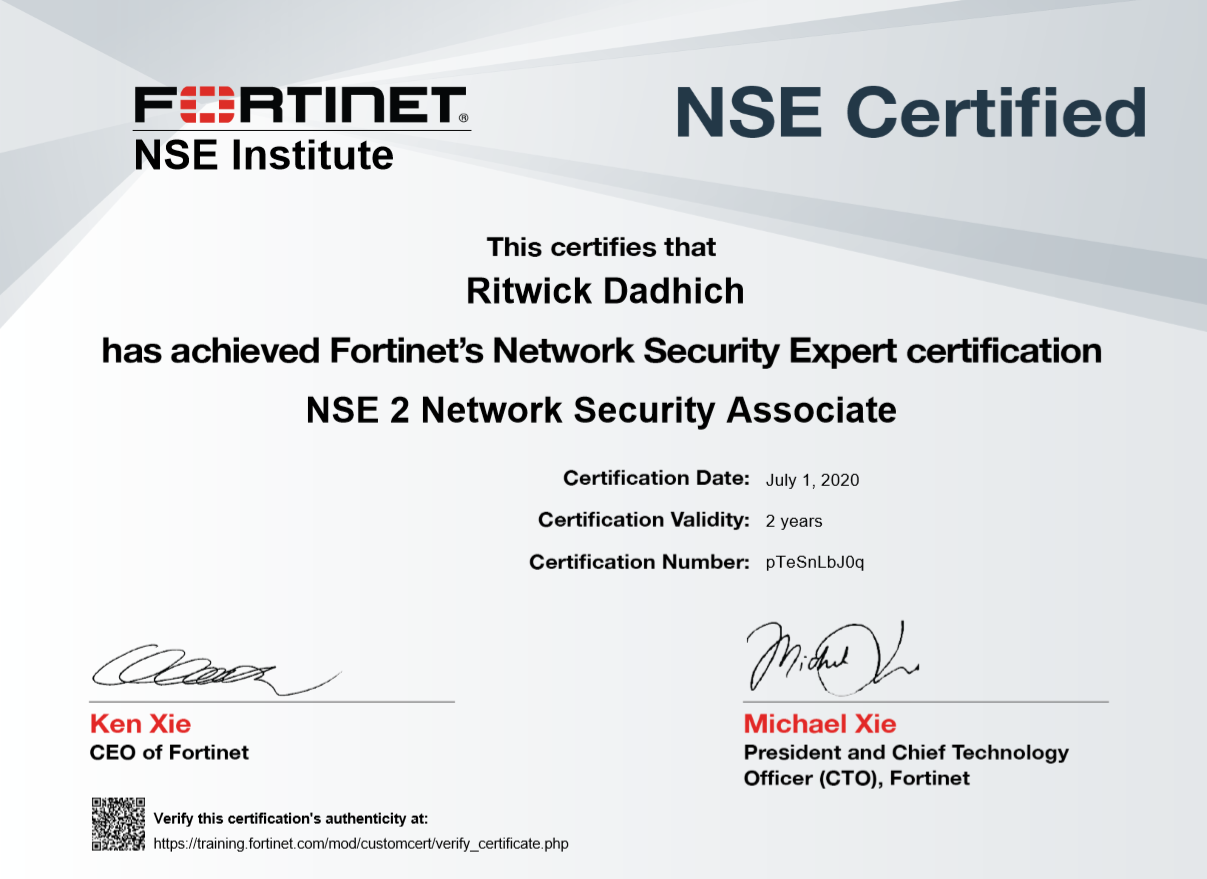 FORTINET®
NSE Institute
NSE Certified
This certifies that
Ritwick Dadhich
has achieved Fortinet’s Network Security Expert certification
NSE 2 Network Security Associate
Certification Date: July 1, 2020
Certification Validity: 2 years
Certification Number: pTeSnLbJ0q
Ken Xie
CEO of Fortinet
Michael Xie
President and Chief Technology
Officer (CTO), Fortinet
Verify this certification's authenticity at:
https://training.fortinet.com/mod/customcert/verify_certificate.php